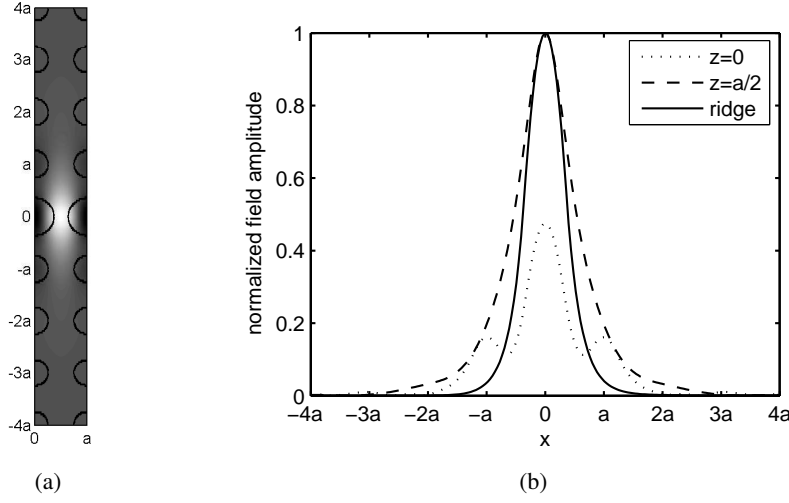 4a
3a
2a
a
0
-a
-2a
-3a
-4a
0 a
(a)
normalized field amplitude
1
0.8
0.6
0.4
0.2
0
−4a −3a −2a −a 0 a 2a 3a 4a
x
z=0
z=a/2
ridge
(b)